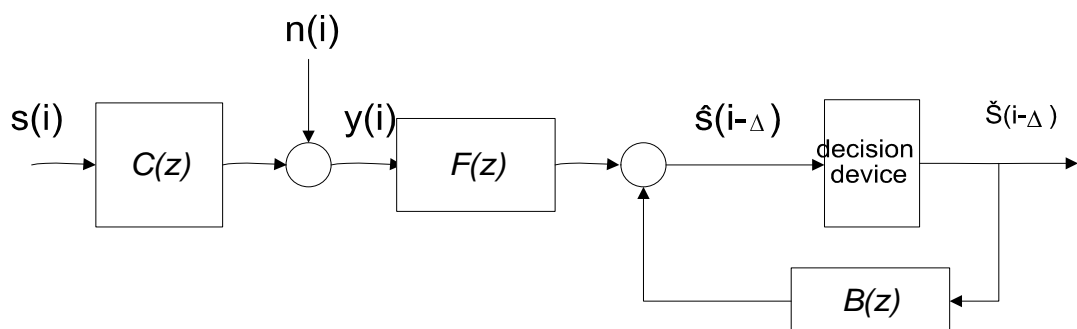 n(i)
s(i)
C(z)
y(i)
F(z)
ŝ(i-Δ)
decision
device
š(i-Δ)
B(z)